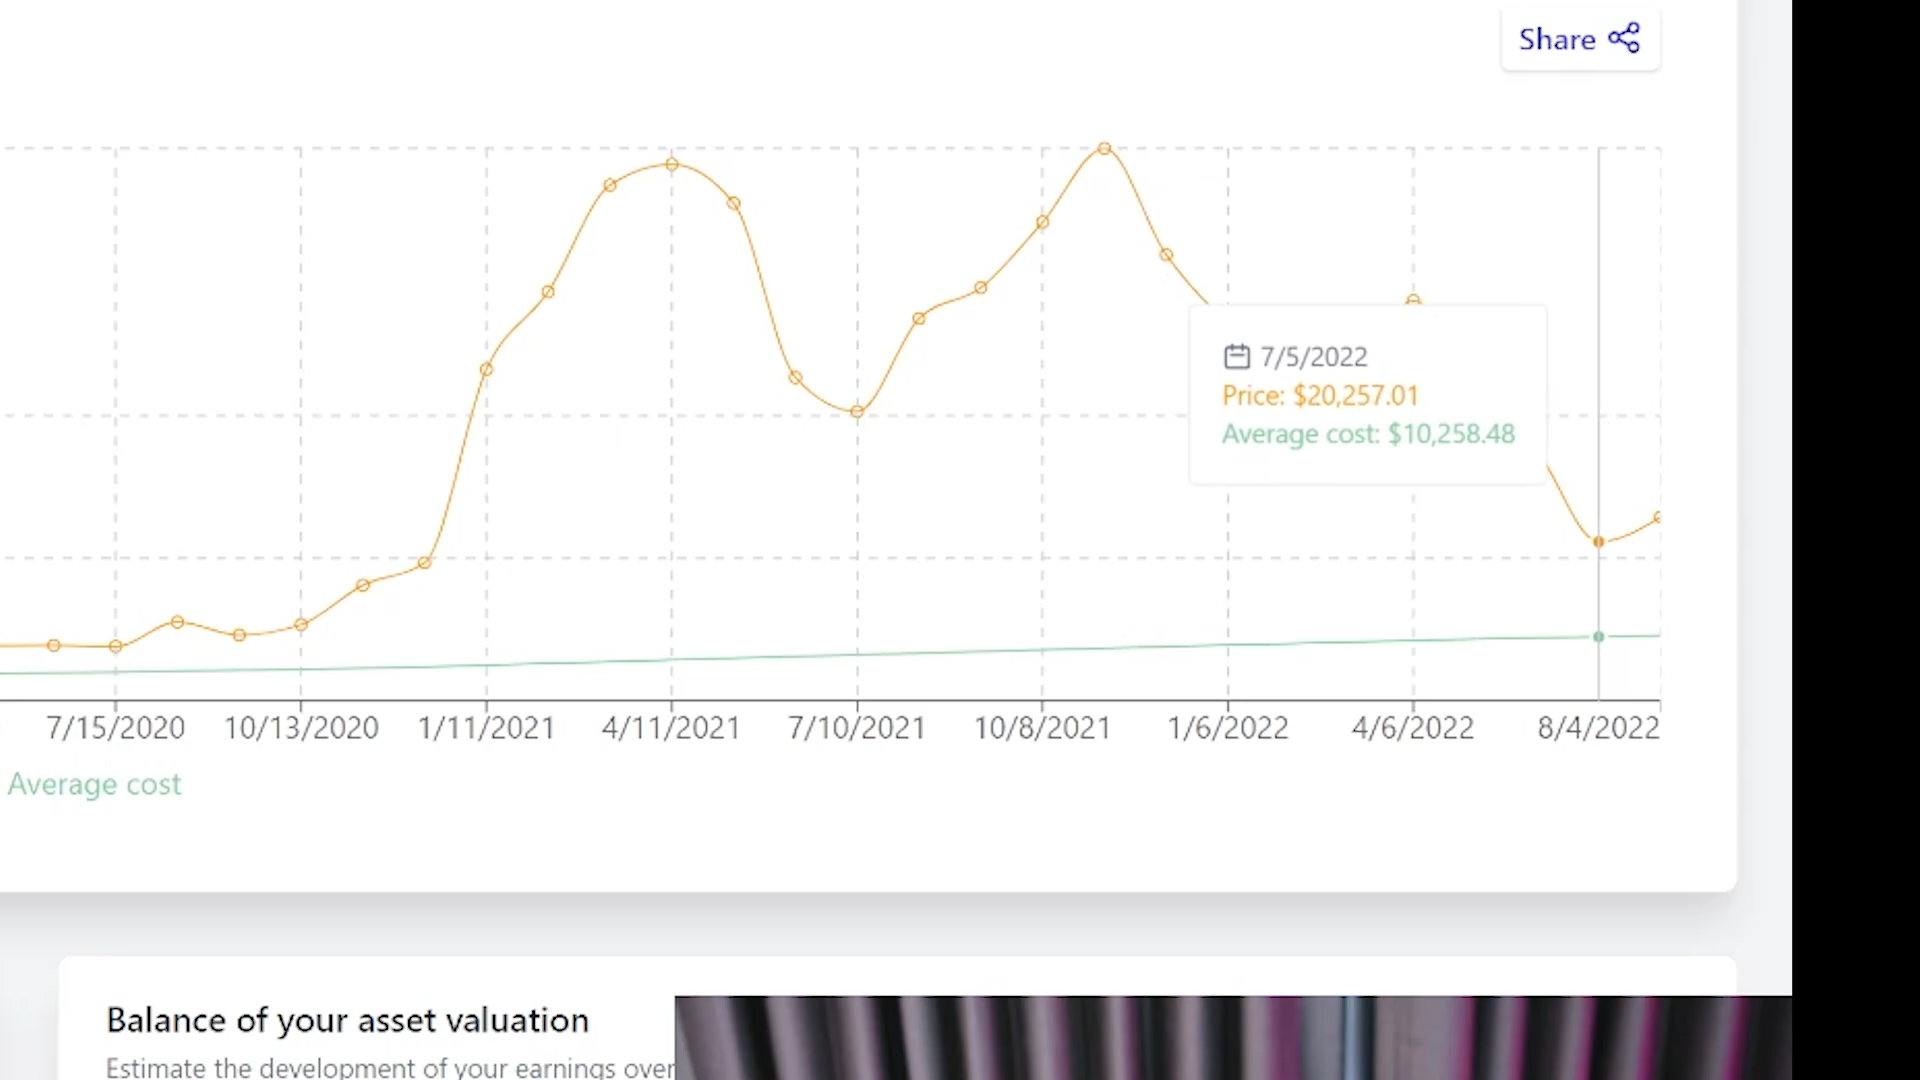 Share
7/5/2022
Price: $20,257.01
Average cost: $10,258.48
7/15/2020 10/13/2020 1/11/2021 4/11/2021 7/10/2021 10/8/2021 1/6/2022 4/6/2022 8/4/2022
Average cost
Balance of your asset valuation
Estimate the development of your earnings over